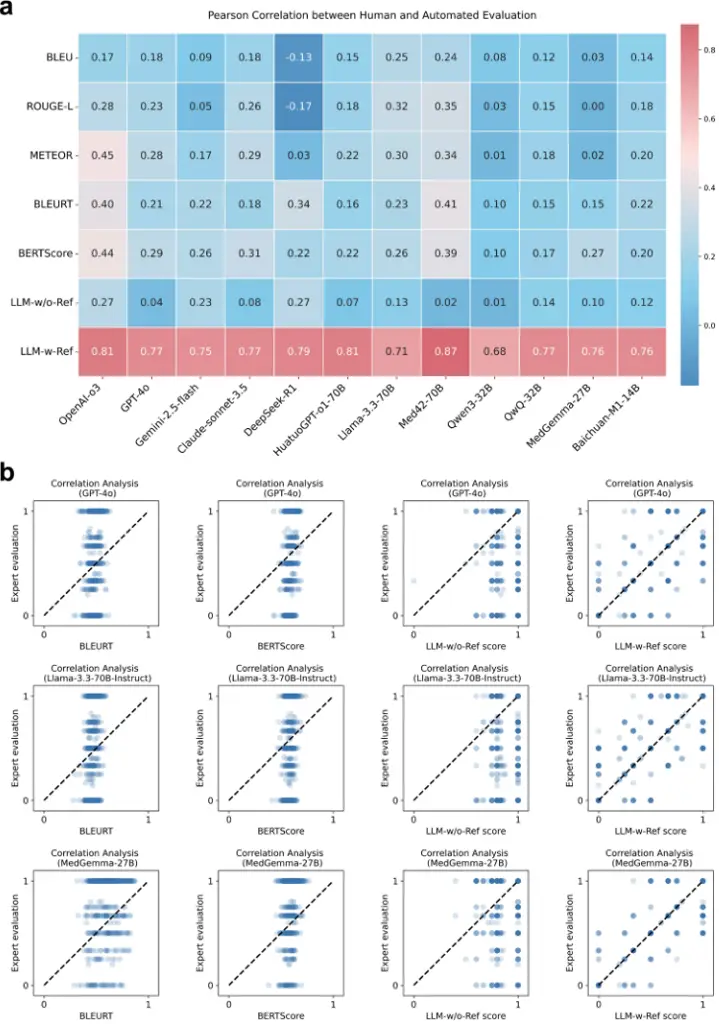 a
Pearson Correlation between Human and Automated Evaluation
BLEU 0.17 0.18 0.09 0.18 -0.13 0.15 0.25 0.24 0.08 0.12 0.03 0.14
ROUGE-L 0.28 0.23 0.05 0.26 -0.17 0.18 0.32 0.35 0.03 0.15 0.00 0.18
METEOR 0.45 0.28 0.17 0.29 0.03 0.22 0.30 0.34 0.01 0.18 0.02 0.20
BLEURT 0.40 0.21 0.22 0.18 0.34 0.16 0.23 0.41 0.10 0.15 0.15 0.22
BERTScore 0.44 0.29 0.26 0.31 0.22 0.22 0.26 0.39 0.10 0.17 0.27 0.20
LLM-w/o-Ref 0.27 0.04 0.23 0.08 0.27 0.07 0.13 0.02 0.01 0.14 0.10 0.12
LLM-w-Ref 0.81 0.77 0.75 0.77 0.79 0.81 0.71 0.87 0.68 0.77 0.76 0.76
OpenAI-o3 GPT-4o Gemini-2.5-flash Claude-sonnet-3.5 DeepSeek-R1 HuatuoGPT-o1-70B Llama-3.3-70B Med42-70B Qwen3-32B QwQ-32B MedGemma-27B Baichuan-M1-14B
0.8
0.6
0.4
0.2
0.0
b
Correlation Analysis
(GPT-4o)
Expert evaluation
1
0
0 1
BLEURT
Correlation Analysis
(GPT-4o)
Expert evaluation
1
0
0 1
BERTScore
Correlation Analysis
(GPT-4o)
Expert evaluation
1
0
0 1
LLM-w/o-Ref score
Correlation Analysis
(GPT-4o)
Expert evaluation
1
0
0 1
LLM-w-Ref score
Correlation Analysis
(Llama-3.3-70B-Instruct)
Expert evaluation
1
0
0 1
BLEURT
Correlation Analysis
(Llama-3.3-70B-Instruct)
Expert evaluation
1
0
0 1
BERTScore
Correlation Analysis
(Llama-3.3-70B-Instruct)
Expert evaluation
1
0
0 1
LLM-w/o-Ref score
Correlation Analysis
(Llama-3.3-70B-Instruct)
Expert evaluation
1
0
0 1
LLM-w-Ref score
Correlation Analysis
(MedGemma-27B)
Expert evaluation
1
0
0 1
BLEURT
Correlation Analysis
(MedGemma-27B)
Expert evaluation
1
0
0 1
BERTScore
Correlation Analysis
(MedGemma-27B)
Expert evaluation
1
0
0 1
LLM-w/o-Ref score
Correlation Analysis
(MedGemma-27B)
Expert evaluation
1
0
0 1
LLM-w-Ref score